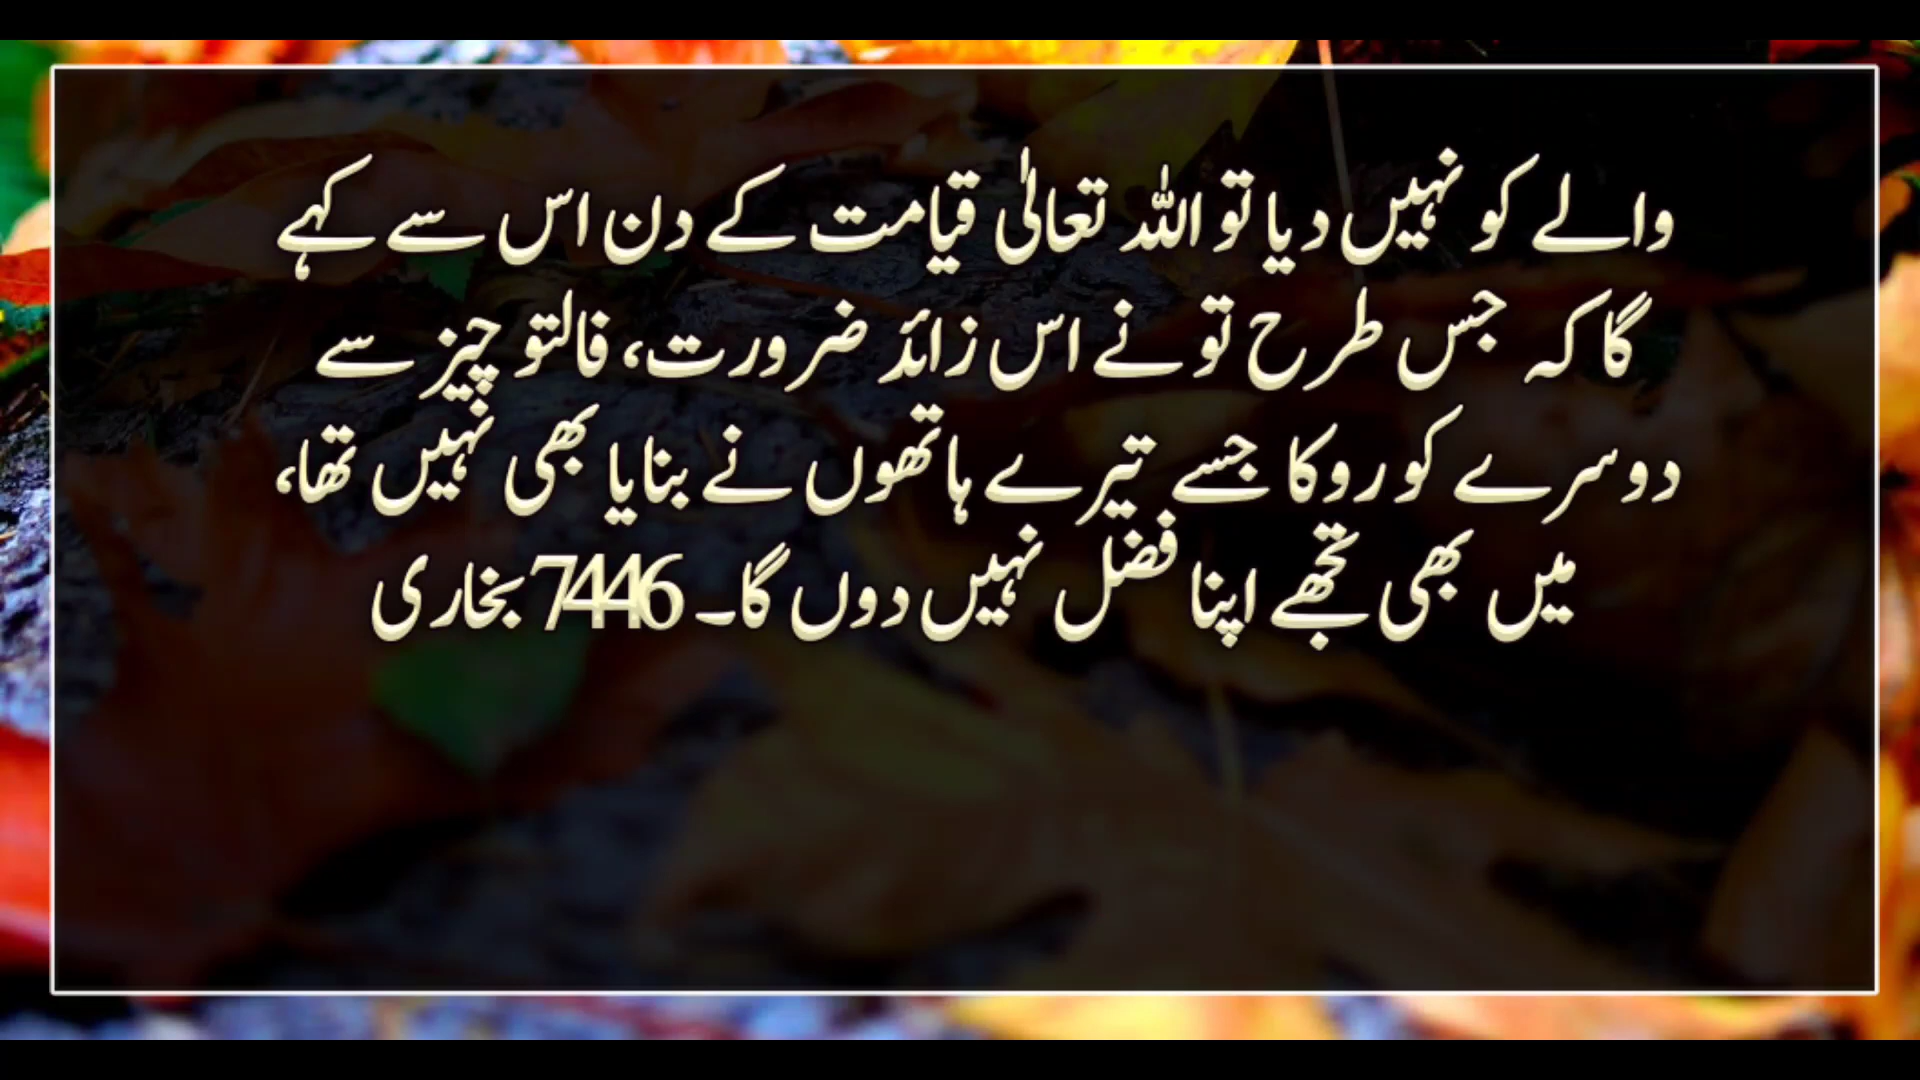 والے کو نہیں دیا تو اللہ تعالٰی قیامت کے دن اس سے کہے
گا کہ جس طرح تو نے اس زائد ضرورت، فالتو چیز سے
دوسرے کو روکا جسے تیرے ہاتھوں نے بنایا بھی نہیں تھا،
میں بھی تجھے اپنا فضل نہیں دوں گا۔ 7446 بخاری